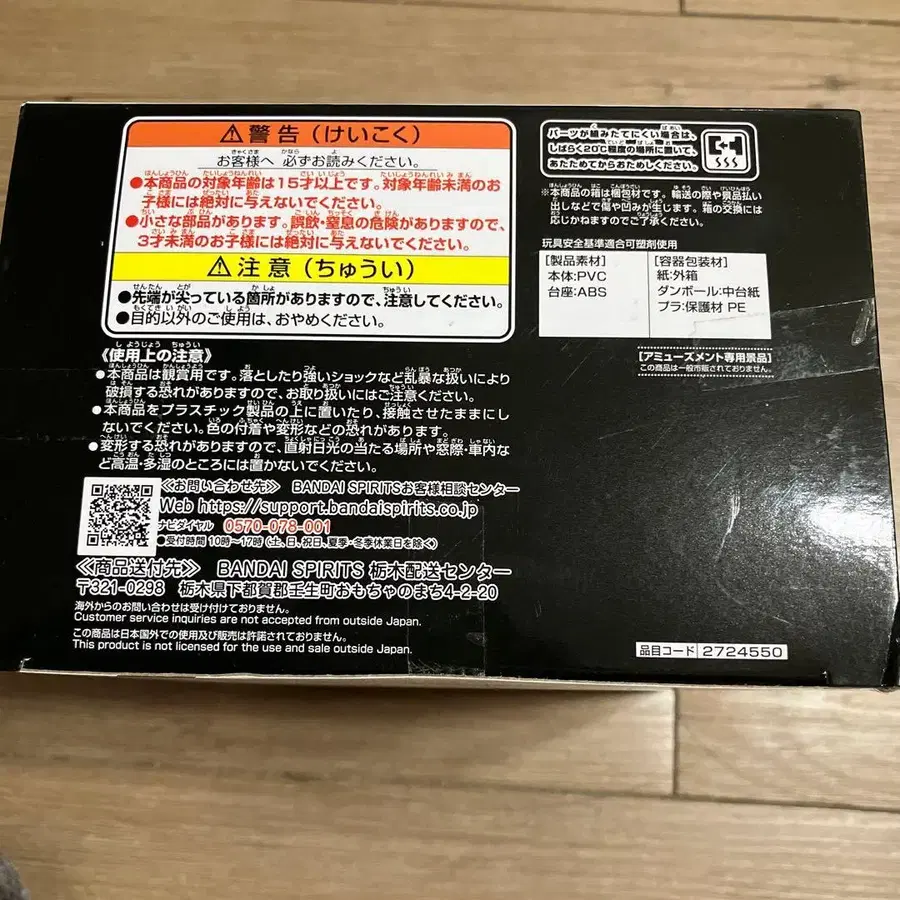 ⚠警告(けいこく)
お客様へ 必ずお読みください。
●本商品の対象年齢は15才以上です。対象年齢未満のお
子様には絶対に与えないでください。
●小さな部品があります。誤飲・窒息の危険がありますので、
3才未満のお子様には絶対に与えないでください。
⚠注意(ちゅうい)
●先端が尖っている箇所がありますので、注意してください。
●目的以外のご使用は、おやめください。
《使用上の注意》
●本商品は観賞用です。落としたり強いショックなど乱暴な扱いにより
破損する恐れがありますので、お取り扱いにはご注意ください。
●本商品をプラスチック製品の上に置いたり、接触させたままにし
ないでください。色の付着や変形などの恐れがあります。
●変形する恐れがありますので、直射日光の当たる場所や窓際・車内な
ど高温・多湿のところには置かないでください。
≪お問い合わせ先≫ BANDAI SPIRITSお客様相談センター
Web https://support.bandaispirits.co.jp
ナビダイヤル 0570-078-001
●受付時間 10時〜17時(土、日、祝日、夏季・冬季休業日を除く)
≪商品送付先≫ BANDAI SPIRITS 栃木配送センター
〒321-0298 栃木県下都賀郡壬生町おもちゃのまち4-2-20
海外からのお問い合わせは受け付けておりません。
Customer service inquiries are not accepted from outside Japan.
この商品は日本国外での使用及び販売は許諾されておりません。
This product is not licensed for the use and sale outside Japan.
パーツが組みたてにくい場合は、
しばらく20℃程度の場所に置いて、
あたためてからおためしください。
※本商品の箱は梱包材です。輸送の際や景品払い
出しなどで傷や凹みが生じます。箱の交換には
応じかねますのでご了承ください。
玩具安全基準適合可塑剤使用
[製品素材]
本体:PVC
台座:ABS
[容器包装材]
紙:外箱
ダンボール:中台紙
プラ:保護材 PE
[アミューズメント専用景品]
この商品は一般市販されておりません。
品目コード 2724550